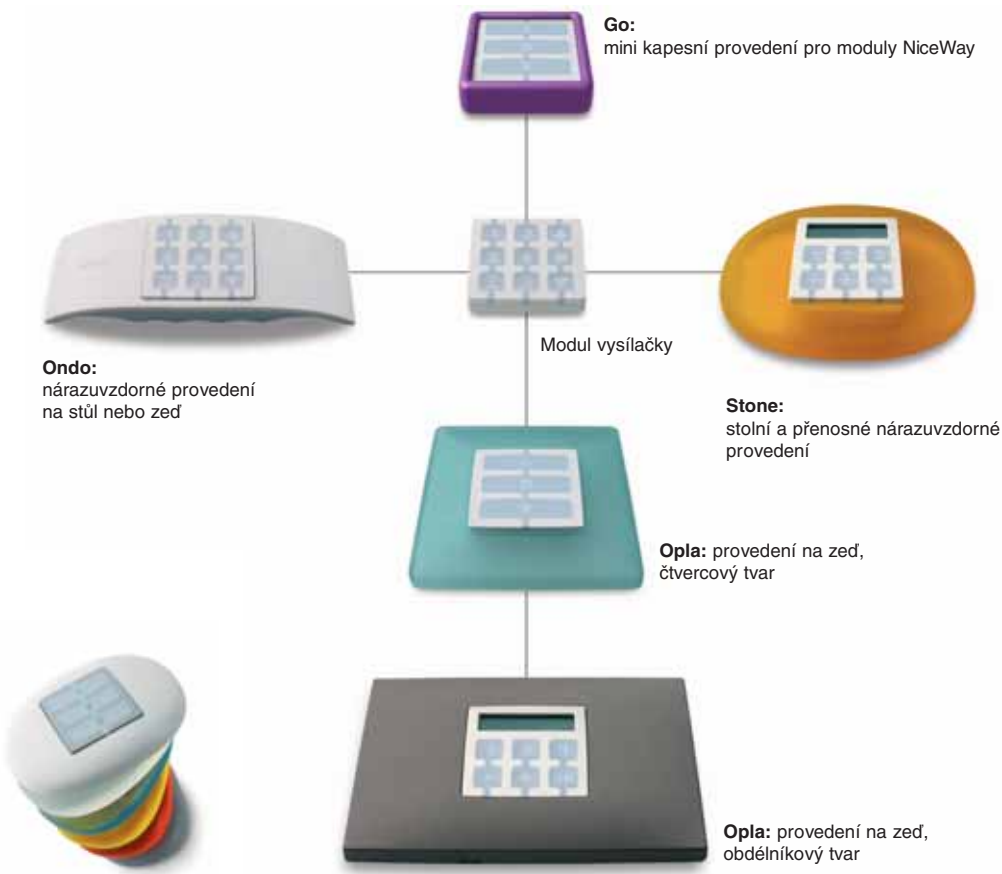 Go:
mini kapesní provedení pro moduly NiceWay
Modul vysílačky
Ondo:
nárazuvzdorné provedení
na stůl nebo zeď
Stone:
stolní a přenosné nárazuvzdorné
provedení
Opla: provedení na zeď,
čtvercový tvar
Opla: provedení na zeď,
obdélníkový tvar